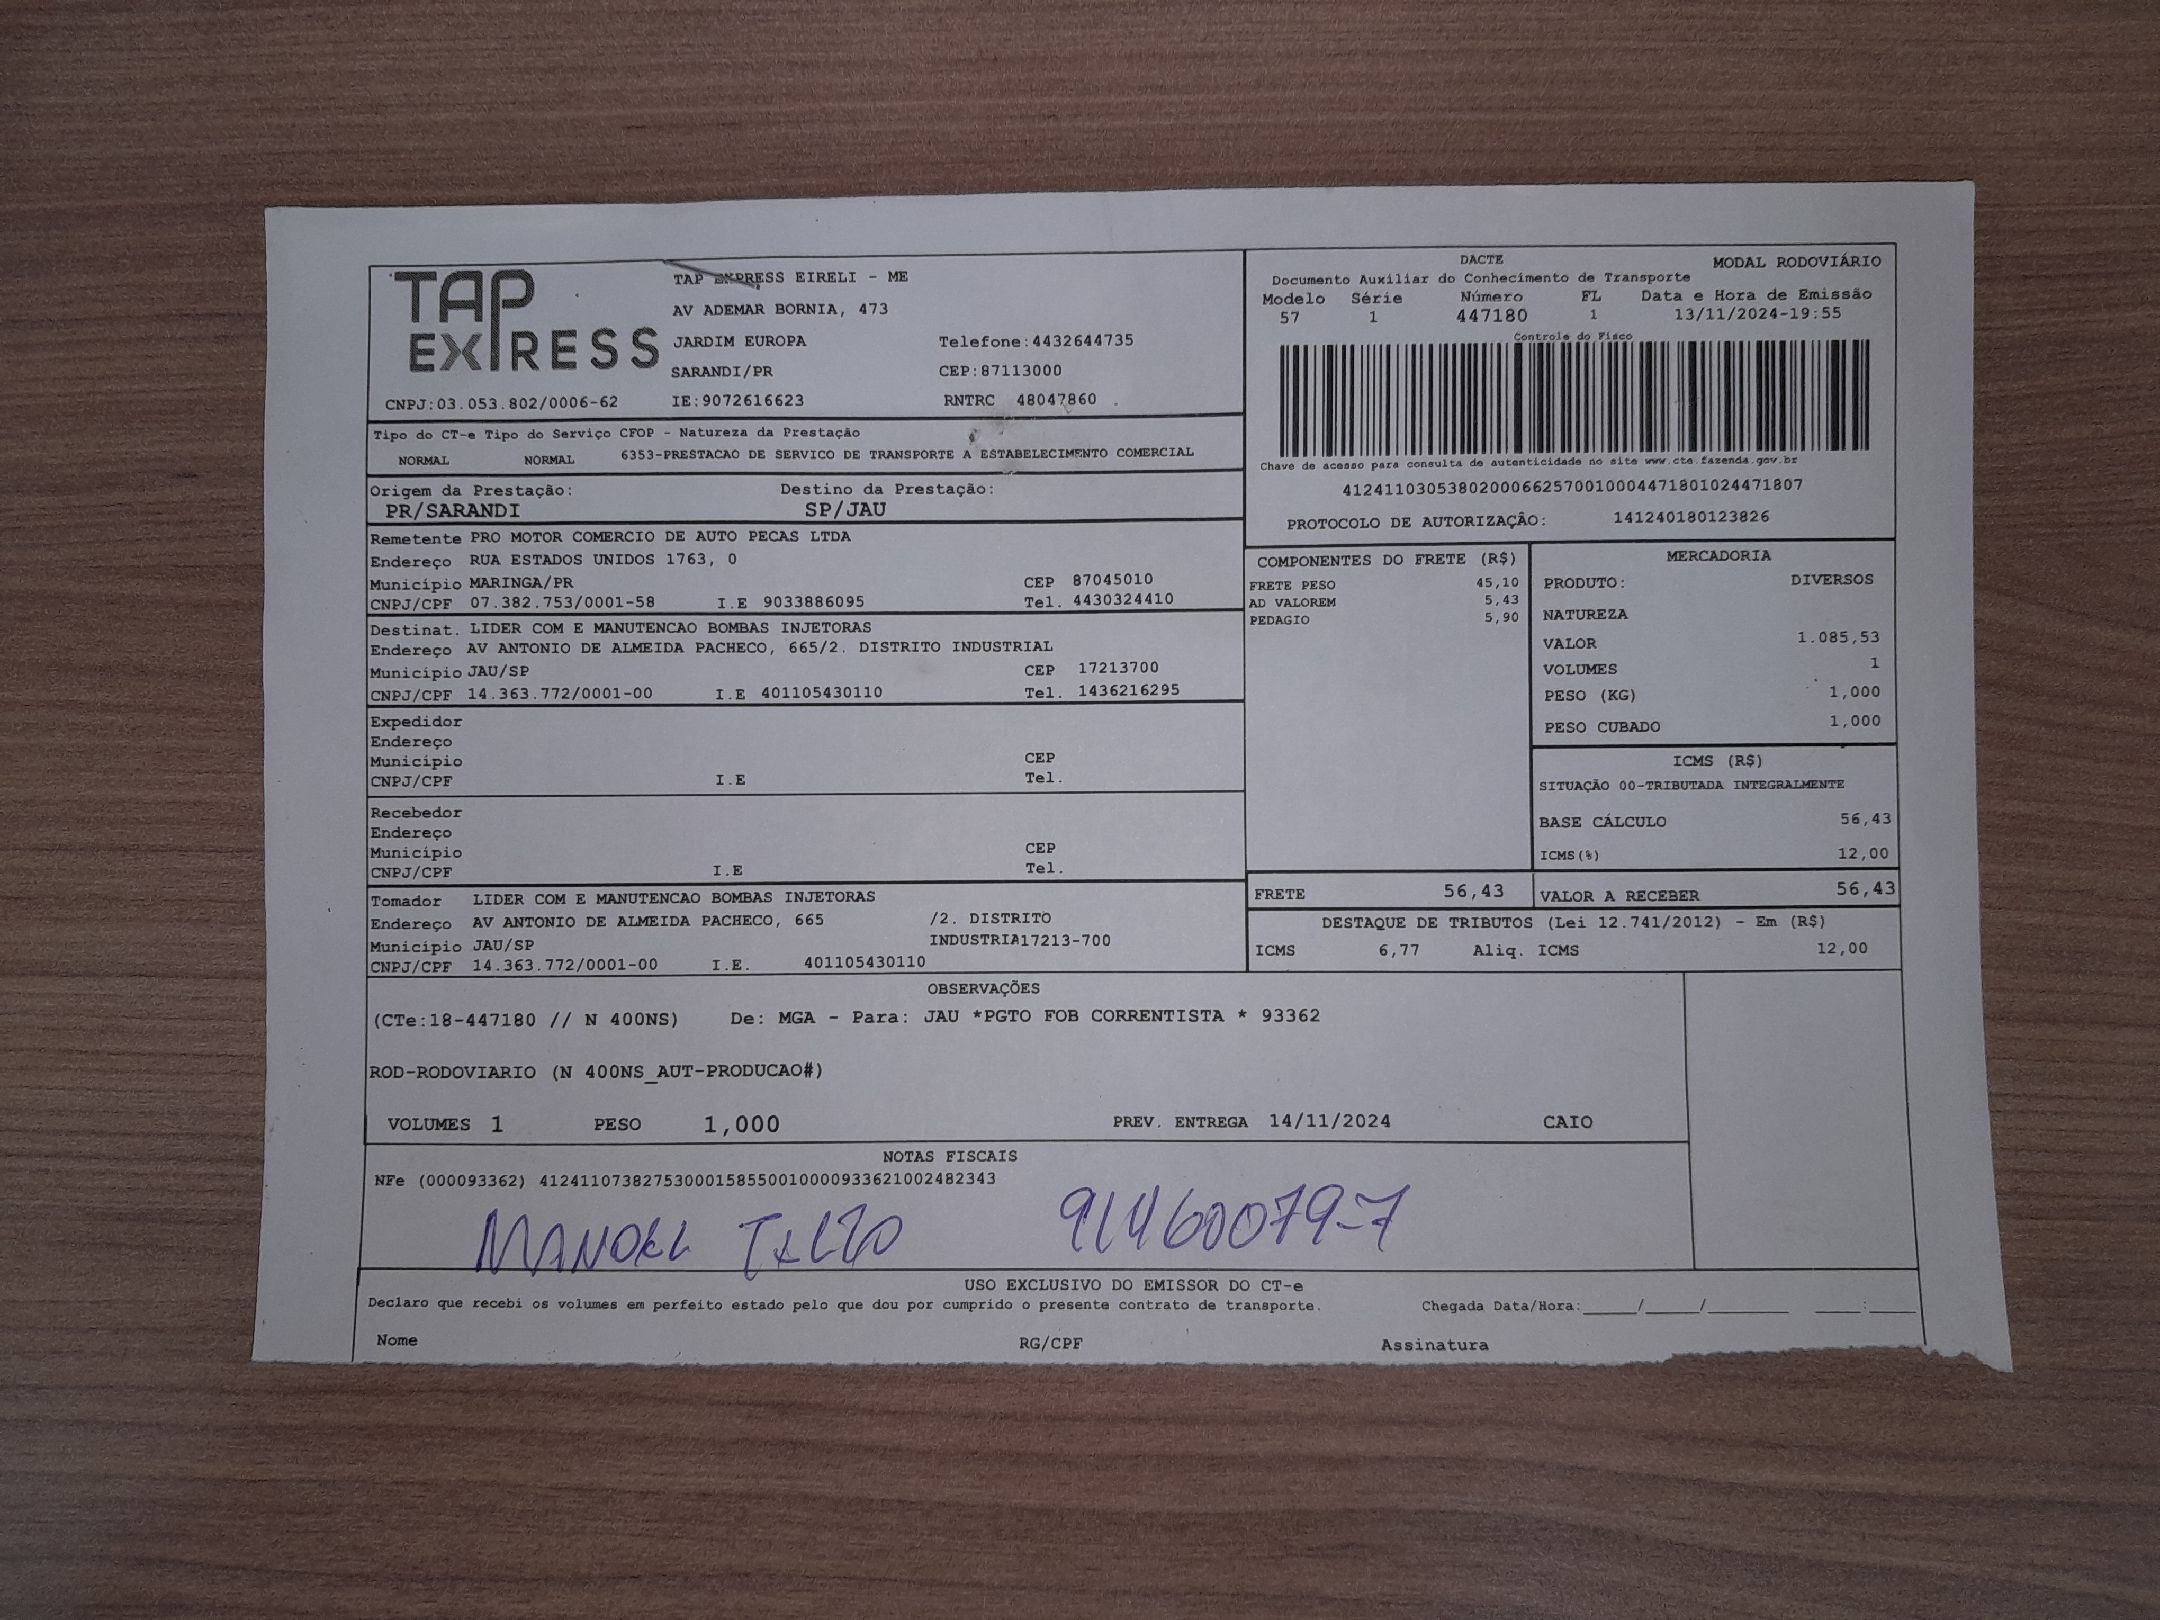 TAP EXPRESS
TAP EXPRESS EIRELI - ME
AV ADEMAR BORNIA, 473
JARDIM EUROPA Telefone:4432644735
SARANDI/PR CEP:87113000
CNPJ:03.053.802/0006-62 IE:9072616623 RNTRC 48047860
DACTE MODAL RODOVIÁRIO
Documento Auxiliar do Conhecimento de Transporte
Modelo Série Número FL Data e Hora de Emissão
57 1 447180 1 13/11/2024-19:55
Controle do Fisco
Chave de acesso para consulta de autenticidade no site www.cte.fazenda.gov.br
41241103053802000662570010004471801024471807
PROTOCOLO DE AUTORIZAÇÃO: 141240180123826
Tipo do CT-e Tipo do Serviço CFOP - Natureza da Prestação
NORMAL NORMAL 6353-PRESTACAO DE SERVICO DE TRANSPORTE A ESTABELECIMENTO COMERCIAL
Origem da Prestação: Destino da Prestação:
PR/SARANDI SP/JAU
Remetente PRO MOTOR COMERCIO DE AUTO PECAS LTDA
Endereço RUA ESTADOS UNIDOS 1763, 0
Município MARINGA/PR CEP 87045010
CNPJ/CPF 07.382.753/0001-58 I.E 9033886095 Tel. 4430324410
Destinat. LIDER COM E MANUTENCAO BOMBAS INJETORAS
Endereço AV ANTONIO DE ALMEIDA PACHECO, 665/2. DISTRITO INDUSTRIAL
Município JAU/SP CEP 17213700
CNPJ/CPF 14.363.772/0001-00 I.E 401105430110 Tel. 1436216295
Expedidor
Endereço
Município CEP
CNPJ/CPF I.E Tel.
Recebedor
Endereço
Município CEP
CNPJ/CPF I.E Tel.
Tomador LIDER COM E MANUTENCAO BOMBAS INJETORAS
Endereço AV ANTONIO DE ALMEIDA PACHECO, 665 /2. DISTRITO
Município JAU/SP INDUSTRIA17213-700
CNPJ/CPF 14.363.772/0001-00 I.E. 401105430110
COMPONENTES DO FRETE (R$)
FRETE PESO 45,10
AD VALOREM 5,43
PEDAGIO 5,90
MERCADORIA
PRODUTO: DIVERSOS
NATUREZA
VALOR 1.085,53
VOLUMES 1
PESO (KG) 1,000
PESO CUBADO 1,000
ICMS (R$)
SITUAÇÃO 00-TRIBUTADA INTEGRALMENTE
BASE CÁLCULO 56,43
ICMS(%) 12,00
FRETE 56,43 VALOR A RECEBER 56,43
DESTAQUE DE TRIBUTOS (Lei 12.741/2012) - Em (R$)
ICMS 6,77 Aliq. ICMS 12,00
OBSERVAÇÕES
(CTe:18-447180 // N 400NS) De: MGA - Para: JAU *PGTO FOB CORRENTISTA * 93362
ROD-RODOVIARIO (N 400NS_AUT-PRODUCAO#)
VOLUMES 1 PESO 1,000 PREV. ENTREGA 14/11/2024 CAIO
NOTAS FISCAIS
NFe (000093362) 41241107382753000158550010000933621002482343
MANOEL 91460079-7
USO EXCLUSIVO DO EMISSOR DO CT-e
Declaro que recebi os volumes em perfeito estado pelo que dou por cumprido o presente contrato de transporte. Chegada Data/Hora:_____/_____/________ ____:____
Nome RG/CPF Assinatura